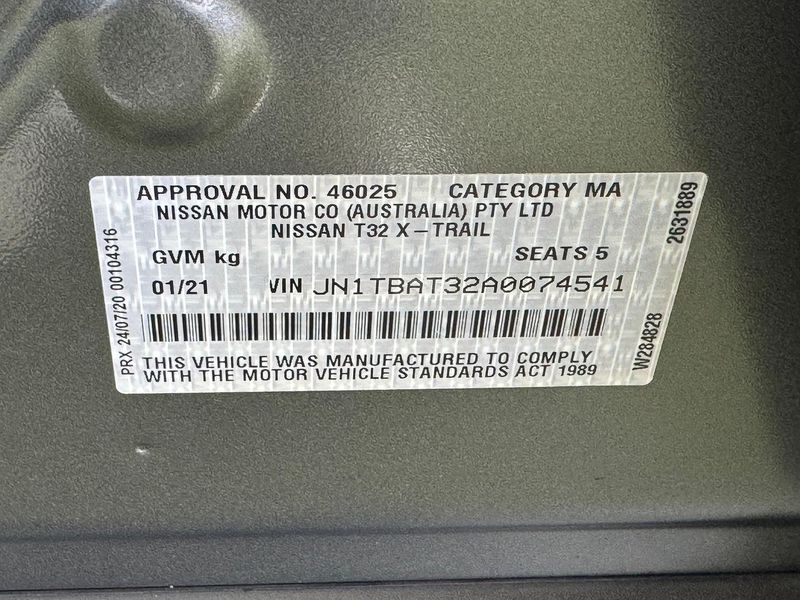 APPROVAL NO. 46025 CATEGORY MA
NISSAN MOTOR CO (AUSTRALIA) PTY LTD
NISSAN T32 X-TRAIL
GVM kg SEATS 5
01/21 VIN JN1TBAT32A0074541
THIS VEHICLE WAS MANUFACTURED TO COMPLY
WITH THE MOTOR VEHICLE STANDARDS ACT 1989
PRX 24/07/20 00104316
2631889
W284828